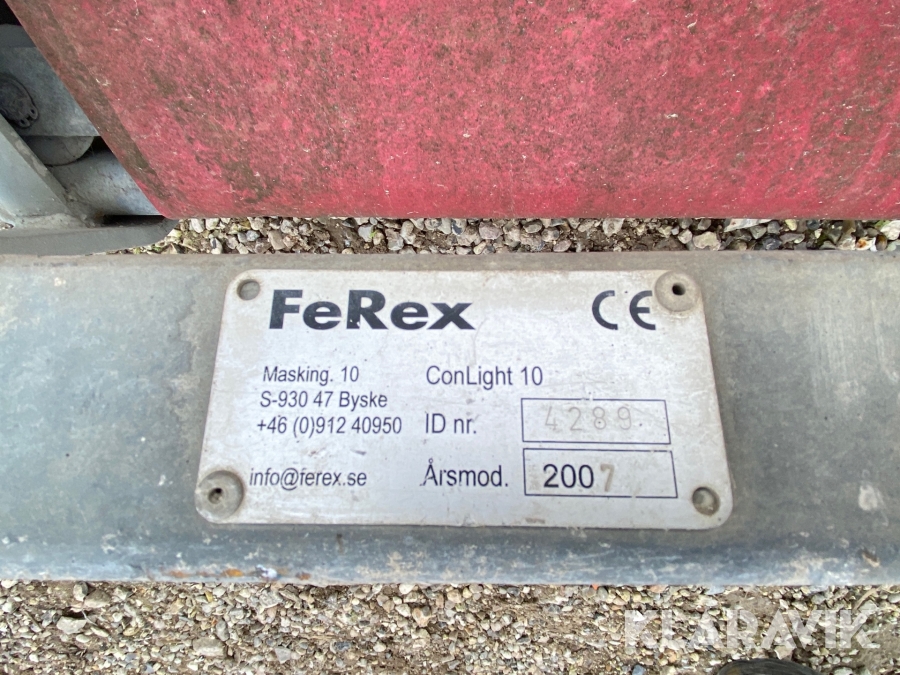 FeRex CE
Masking. 10 ConLight 10
S-930 47 Byske
+46 (0)912 40950 ID nr. 4289
info@ferex.se Årsmod. 2007
KLARAVIK